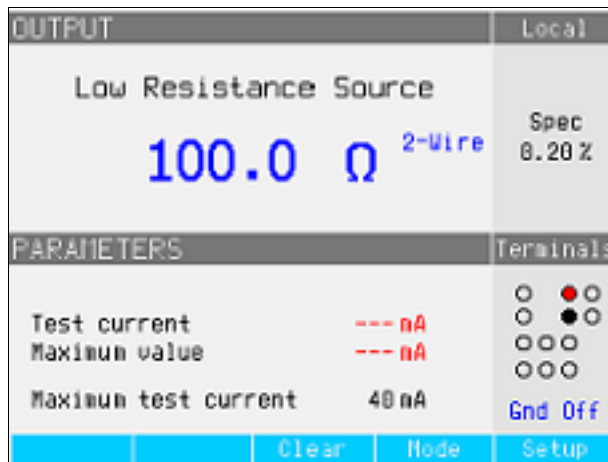 OUTPUT
Local
Low Resistance Source
100.0 Ω 2-Wire
Spec
0.20 %
PARAMETERS
Terminals
Test current --- mA
Maximum value --- mA
Maximum test current 40 mA
Gnd Off
Clear
Mode
Setup